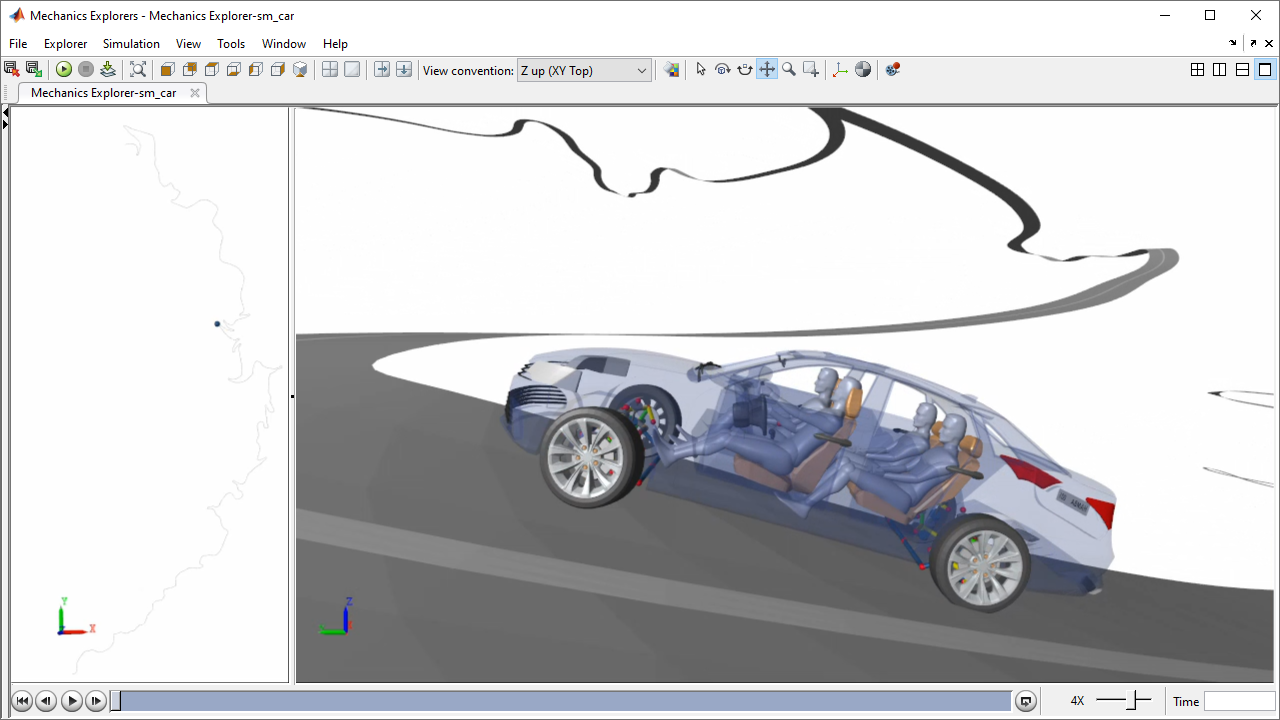 Mechanics Explorers - Mechanics Explorer-sm_car
File Explorer Simulation View Tools Window Help
View convention: Z up (XY Top)
Mechanics Explorer-sm_car
Y
X
Z
4X Time